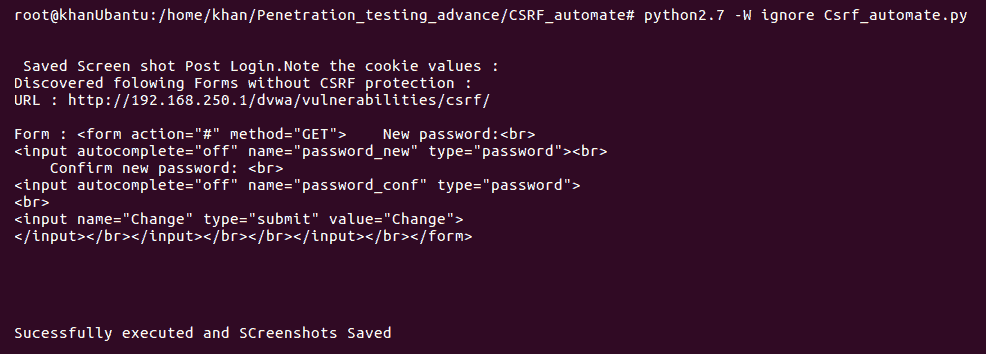 root@khanUbantu:/home/khan/Penetration_testing_advance/CSRF_automate# python2.7 -W ignore Csrf_automate.py
Saved Screen shot Post Login.Note the cookie values :
Discovered folowing Forms without CSRF protection :
URL : http://192.168.250.1/dvwa/vulnerabilities/csrf/
Form : <form action="#" method="GET">    New password:<br>
<input autocomplete="off" name="password_new" type="password"><br>
    Confirm new password: <br>
<input autocomplete="off" name="password_conf" type="password">
<br>
<input name="Change" type="submit" value="Change">
</input></br></input></br></br></input></br></form>
Sucessfully executed and SCreenshots Saved